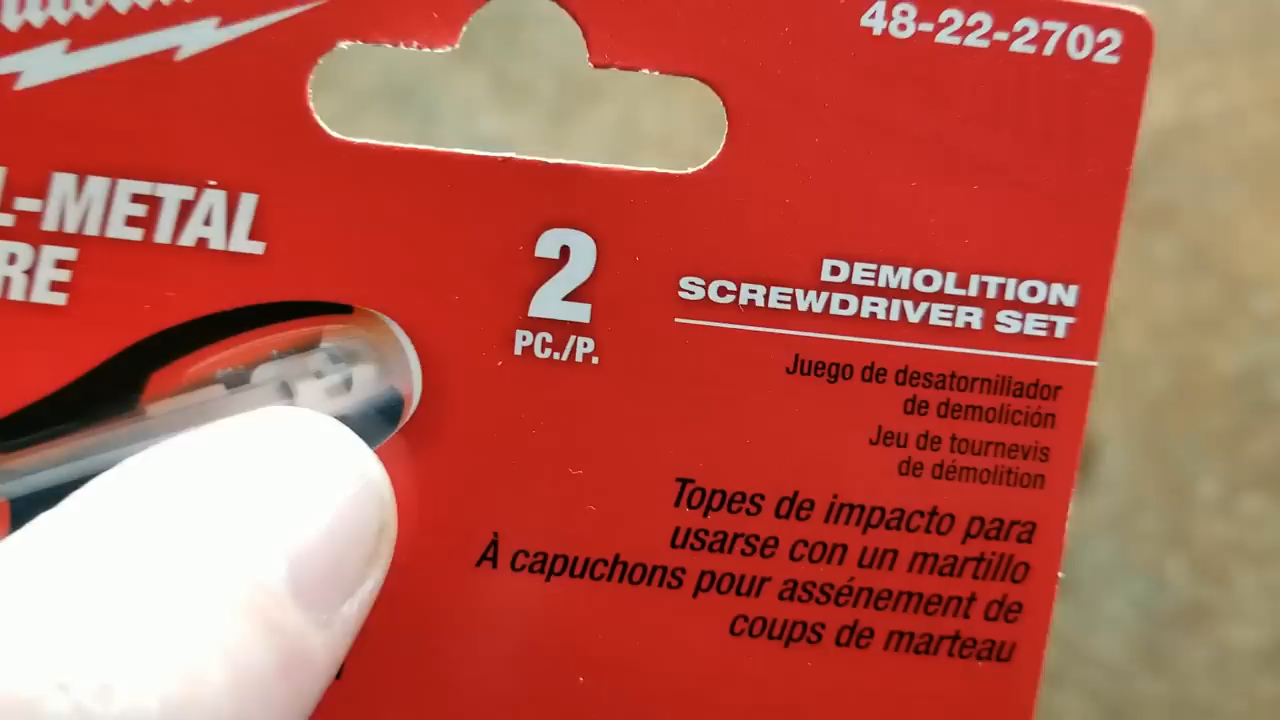 48-22-2702
L-METAL
RE
2
PC./P.
DEMOLITION
SCREWDRIVER SET
Juego de desatornillador
de demolición
Jeu de tournevis
de démolition
Topes de impacto para
usarse con un martillo
À capuchons pour assénement de
coups de marteau